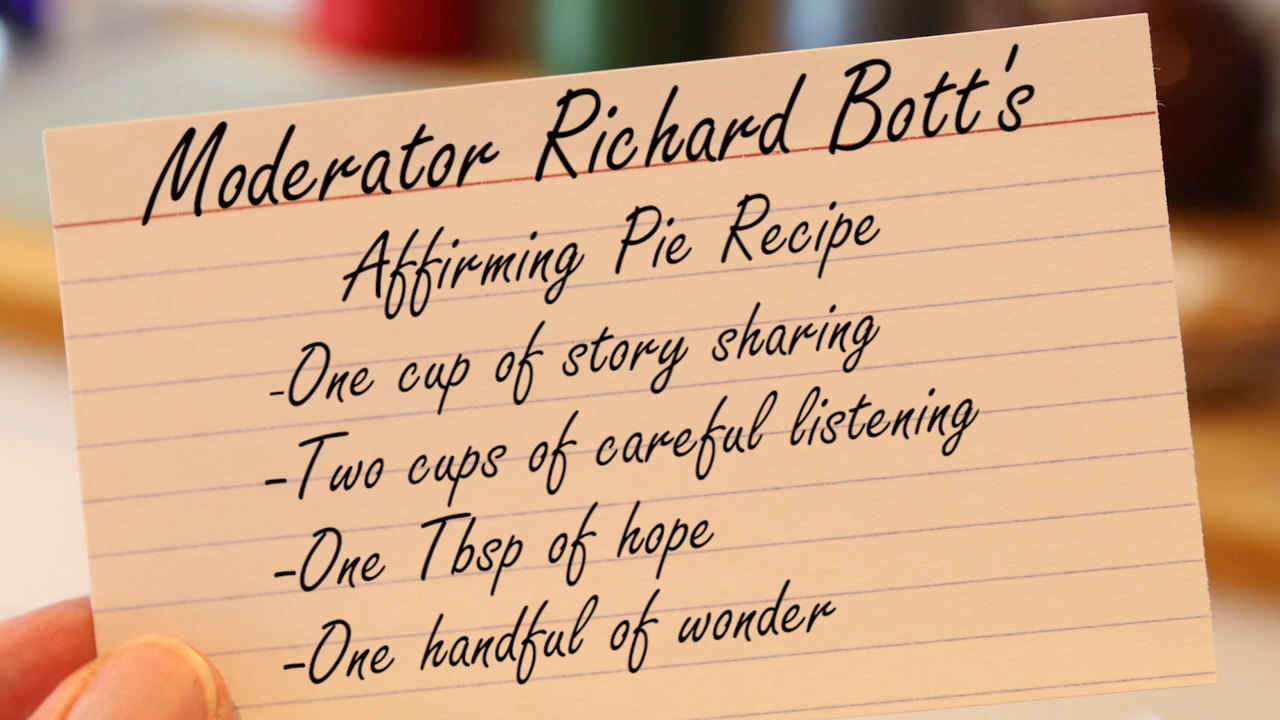 Moderator Richard Bott's
Affirming Pie Recipe
-One cup of story sharing
-Two cups of careful listening
-One Tbsp of hope
-One handful of wonder